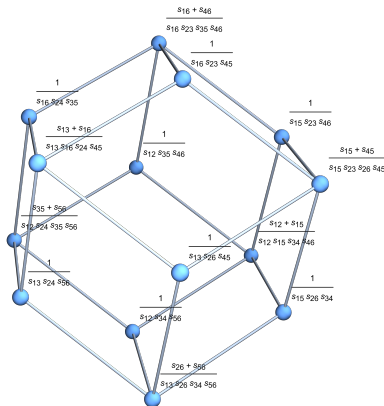 s16 + s46
s16 s23 s35 s46
1
s16 s23 s45
1
s16 s24 s35
1
s15 s23 s46
s13 + s16
s13 s16 s24 s45
1
s12 s35 s46
s15 + s45
s15 s23 s26 s45
s35 + s56
s12 s24 s35 s56
s12 + s15
s12 s15 s34 s46
1
s13 s26 s45
1
s13 s24 s56
1
s15 s26 s34
1
s12 s34 s56
s26 + s56
s13 s26 s34 s56